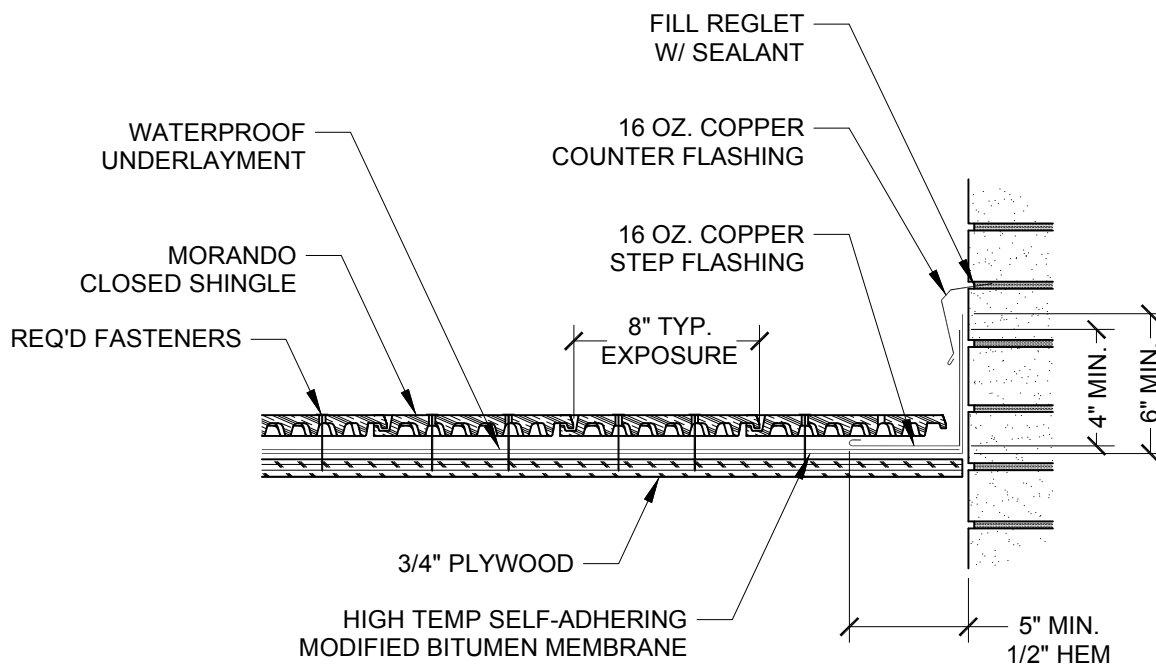 FILL REGLET
W/ SEALANT
WATERPROOF
UNDERLAYMENT
16 OZ. COPPER
COUNTER FLASHING
MORANDO
CLOSED SHINGLE
16 OZ. COPPER
STEP FLASHING
REQ'D FASTENERS
8" TYP.
EXPOSURE
4" MIN.
6" MIN.
3/4" PLYWOOD
HIGH TEMP SELF-ADHERING
MODIFIED BITUMEN MEMBRANE
5" MIN.
1/2" HEM